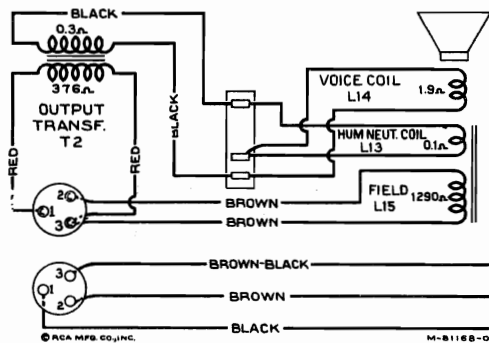 BLACK
0.3Ω
376Ω
OUTPUT
TRANSF.
T2
RED
RED
BLACK
VOICE COIL
L14
1.9Ω
HUM NEUT. COIL
L13
0.1Ω
FIELD
L15
1290Ω
2
1
3
BROWN
BROWN
3
1
2
BROWN-BLACK
BROWN
BLACK
© RCA MFG. CO., INC.
M-81168-0